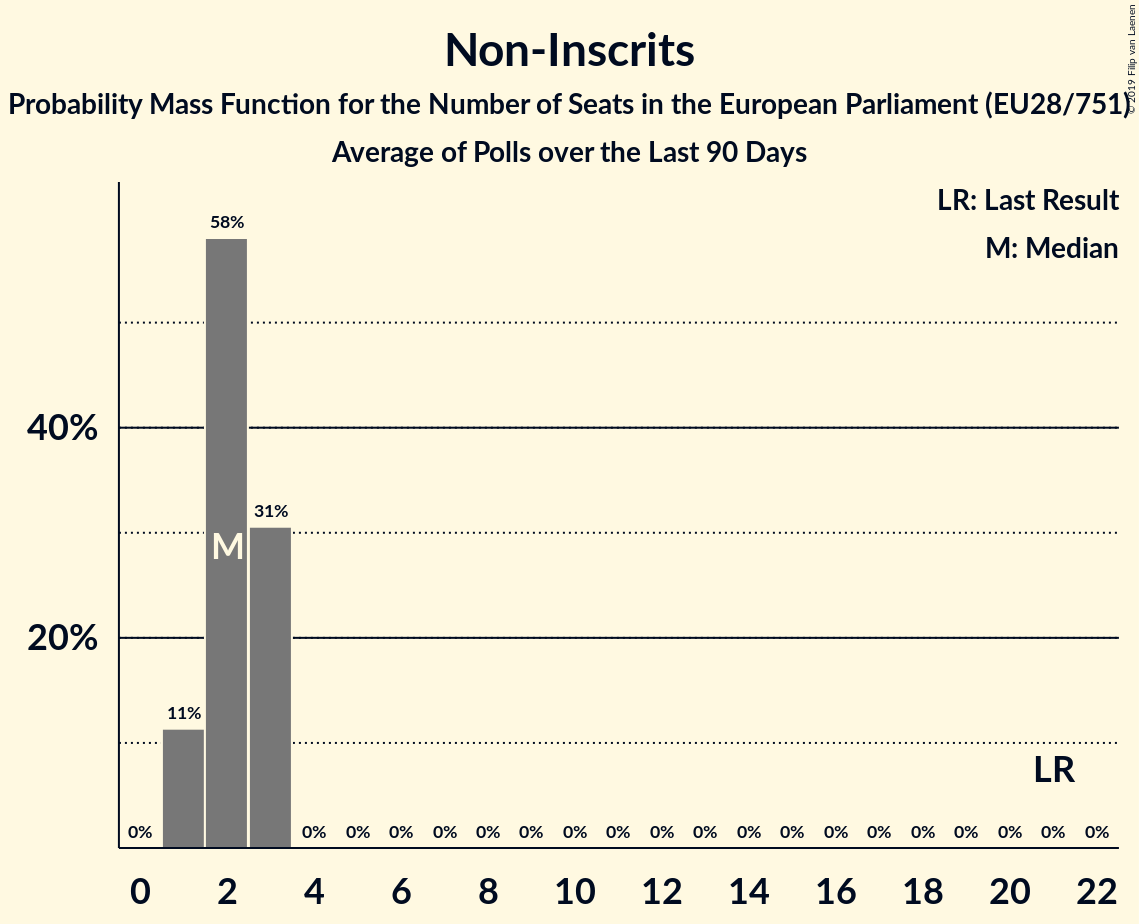 Non-Inscrits
Probability Mass Function for the Number of Seats in the European Parliament (EU28/751)
Average of Polls over the Last 90 Days
© 2019 Filip van Laenen
LR: Last Result
M: Median
58%
40%
31%
M
20%
11%
LR
0% 0% 0% 0% 0% 0% 0% 0% 0% 0% 0% 0% 0% 0% 0% 0% 0% 0% 0% 0%
0 2 4 6 8 10 12 14 16 18 20 22